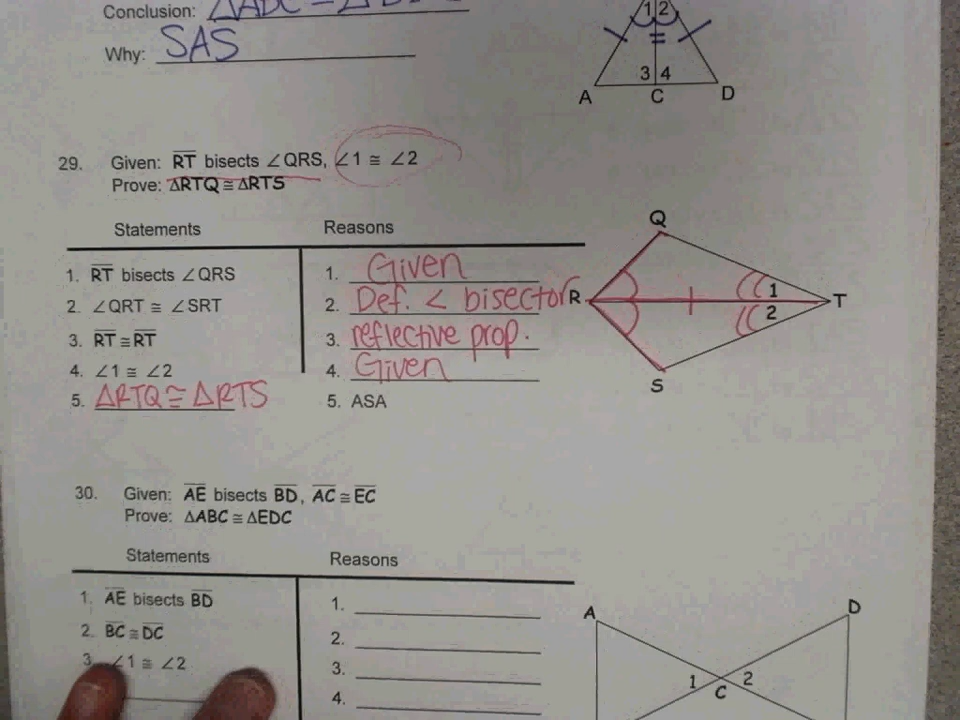 Conclusion:
1 2
Why: SAS
3 4
A C D
29. Given: RT bisects ∠QRS, ∠1 ≅ ∠2
Prove: ΔRTQ ≅ ΔRTS
Statements Reasons
Q
1. RT bisects ∠QRS 1. Given
2. ∠QRT ≅ ∠SRT 2. Def. < bisector
R 1 T
2
3. RT ≅ RT 3. reflective prop.
4. ∠1 ≅ ∠2 4. Given
S
5. ΔRTQ ≅ ΔRTS 5. ASA
30. Given: AE bisects BD, AC ≅ EC
Prove: ΔABC ≅ ΔEDC
Statements Reasons
1. AE bisects BD 1.
A D
2. BC ≅ DC 2.
3. ∠1 ≅ ∠2 3.
1 C 2
4.